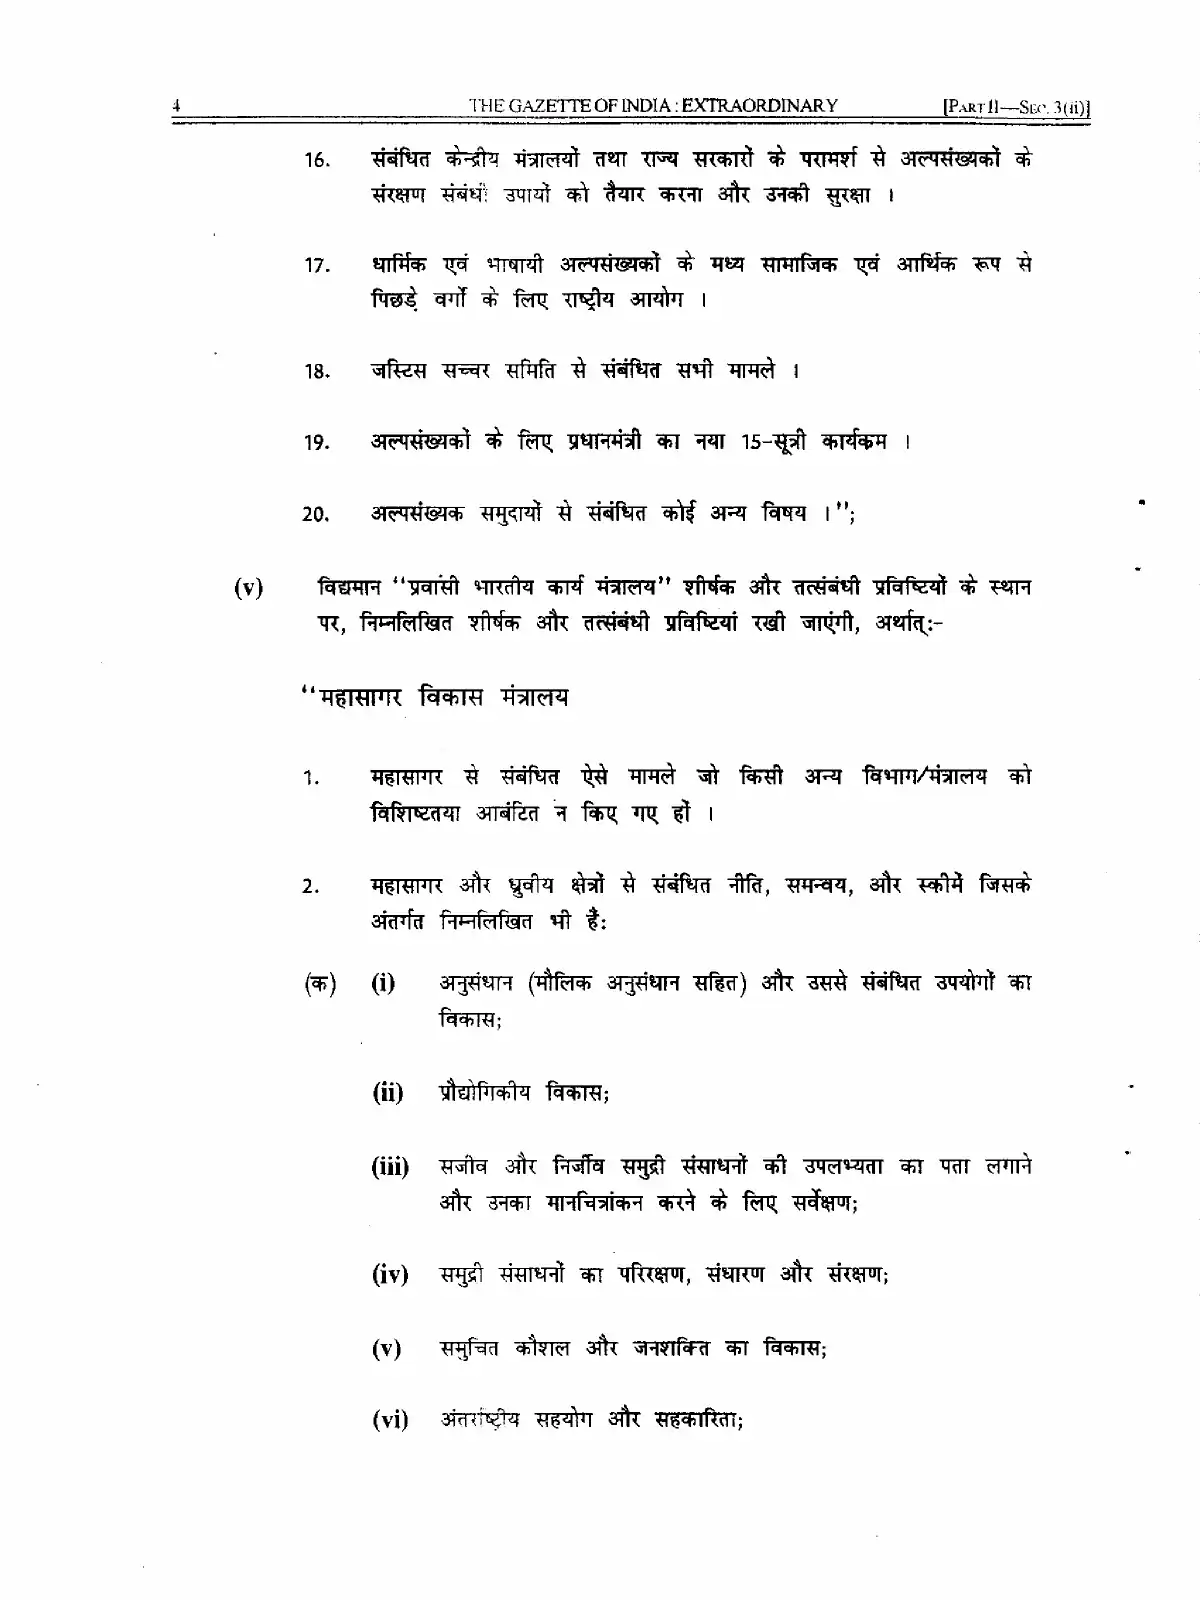 4 THE GAZETTE OF INDIA : EXTRAORDINARY [PART II—SEC. 3(ii)]
16. संबंधित केन्द्रीय मंत्रालयों तथा राज्य सरकारों के परामर्श से अल्पसंख्यकों के
संरक्षण संबंधी उपायों को तैयार करना और उनकी सुरक्षा ।
17. धार्मिक एवं भाषायी अल्पसंख्यकों के मध्य सामाजिक एवं आर्थिक रूप से
पिछड़े वर्गों के लिए राष्ट्रीय आयोग ।
18. जस्टिस सच्चर समिति से संबंधित सभी मामले ।
19. अल्पसंख्यकों के लिए प्रधानमंत्री का नया 15-सूत्री कार्यक्रम ।
20. अल्पसंख्यक समुदायों से संबंधित कोई अन्य विषय ।";
(v) विद्यमान "प्रवासी भारतीय कार्य मंत्रालय" शीर्षक और तत्संबंधी प्रविष्टियों के स्थान
पर, निम्नलिखित शीर्षक और तत्संबंधी प्रविष्टियां रखी जाएंगी, अर्थात्:-
"महासागर विकास मंत्रालय
1. महासागर से संबंधित ऐसे मामले जो किसी अन्य विभाग/मंत्रालय को
विशिष्टतया आबंटित न किए गए हों ।
2. महासागर और ध्रुवीय क्षेत्रों से संबंधित नीति, समन्वय, और स्कीमें जिसके
अंतर्गत निम्नलिखित भी हैं:
(क) (i) अनुसंधान (मौलिक अनुसंधान सहित) और उससे संबंधित उपयोगों का
विकास;
(ii) प्रौद्योगिकीय विकास;
(iii) सजीव और निर्जीव समुद्री संसाधनों की उपलभ्यता का पता लगाने
और उनका मानचित्रांकन करने के लिए सर्वेक्षण;
(iv) समुद्री संसाधनों का परिरक्षण, संधारण और संरक्षण;
(v) समुचित कौशल और जनशक्ति का विकास;
(vi) अंतर्राष्ट्रीय सहयोग और सहकारिता;